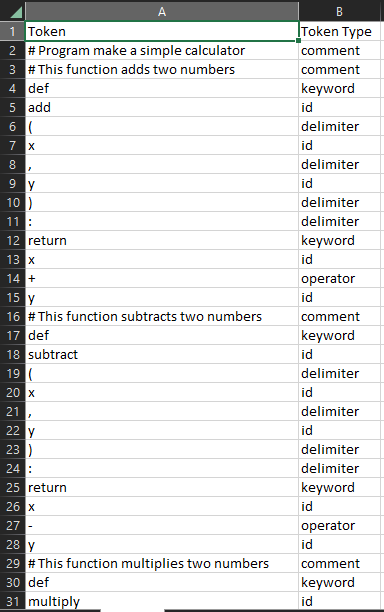 A B
1 Token Token Type
2 # Program make a simple calculator comment
3 # This function adds two numbers comment
4 def keyword
5 add id
6 ( delimiter
7 x id
8 , delimiter
9 y id
10 ) delimiter
11 : delimiter
12 return keyword
13 x id
14 + operator
15 y id
16 # This function subtracts two numbers comment
17 def keyword
18 subtract id
19 ( delimiter
20 x id
21 , delimiter
22 y id
23 ) delimiter
24 : delimiter
25 return keyword
26 x id
27 - operator
28 y id
29 # This function multiplies two numbers comment
30 def keyword
31 multiply id